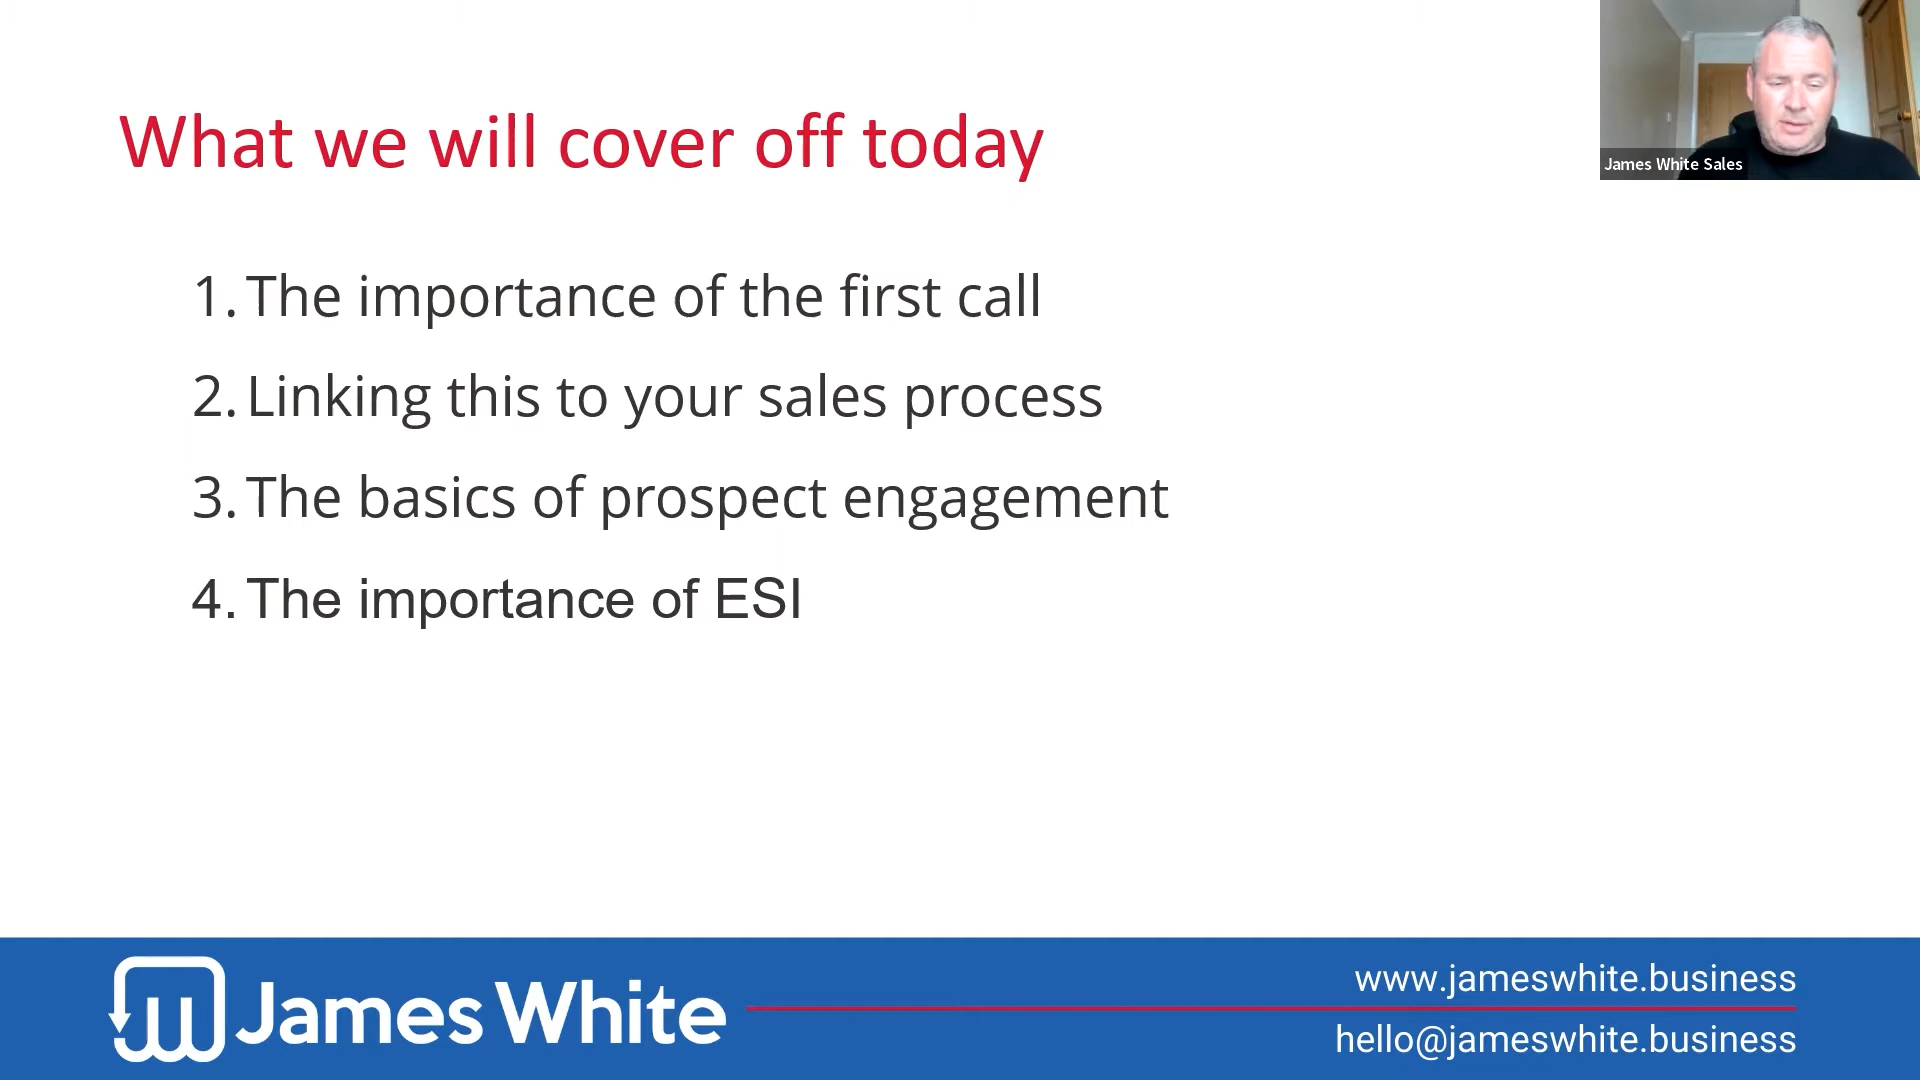 What we will cover off today
James White Sales
1. The importance of the first call
2. Linking this to your sales process
3. The basics of prospect engagement
4. The importance of ESI
James White
www.jameswhite.business
hello@jameswhite.business